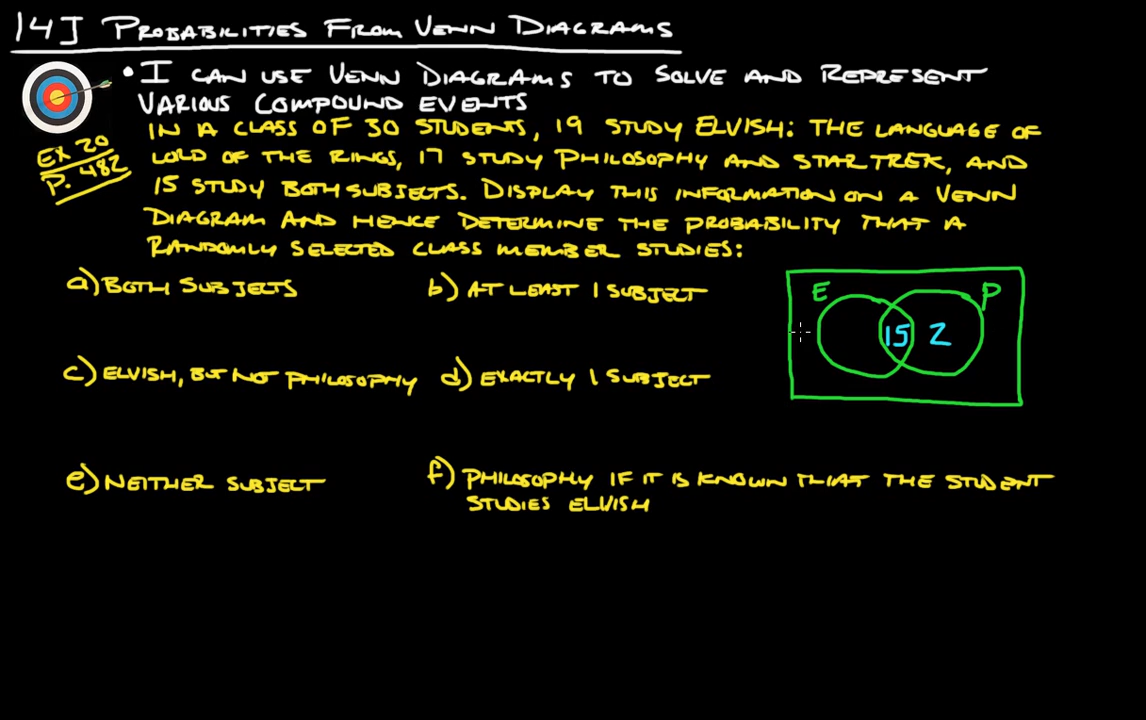 14J PROBABILITIES FROM VENN DIAGRAMS
• I CAN USE VENN DIAGRAMS TO SOLVE AND REPRESENT
VARIOUS COMPOUND EVENTS
EX 20
P. 482
IN A CLASS OF 30 STUDENTS, 19 STUDY ELVISH: THE LANGUAGE OF
LORD OF THE RINGS, 17 STUDY PHILOSOPHY AND STAR TREK, AND
15 STUDY BOTH SUBJECTS. DISPLAY THIS INFORMATION ON A VENN
DIAGRAM AND HENCE DETERMINE THE PROBABILITY THAT A
RANDOMLY SELECTED CLASS MEMBER STUDIES:
a) BOTH SUBJECTS
b) AT LEAST 1 SUBJECT
E P
15 2
c) ELVISH, BUT NOT PHILOSOPHY
d) EXACTLY 1 SUBJECT
e) NEITHER SUBJECT
f) PHILOSOPHY IF IT IS KNOWN THAT THE STUDENT
STUDIES ELVISH